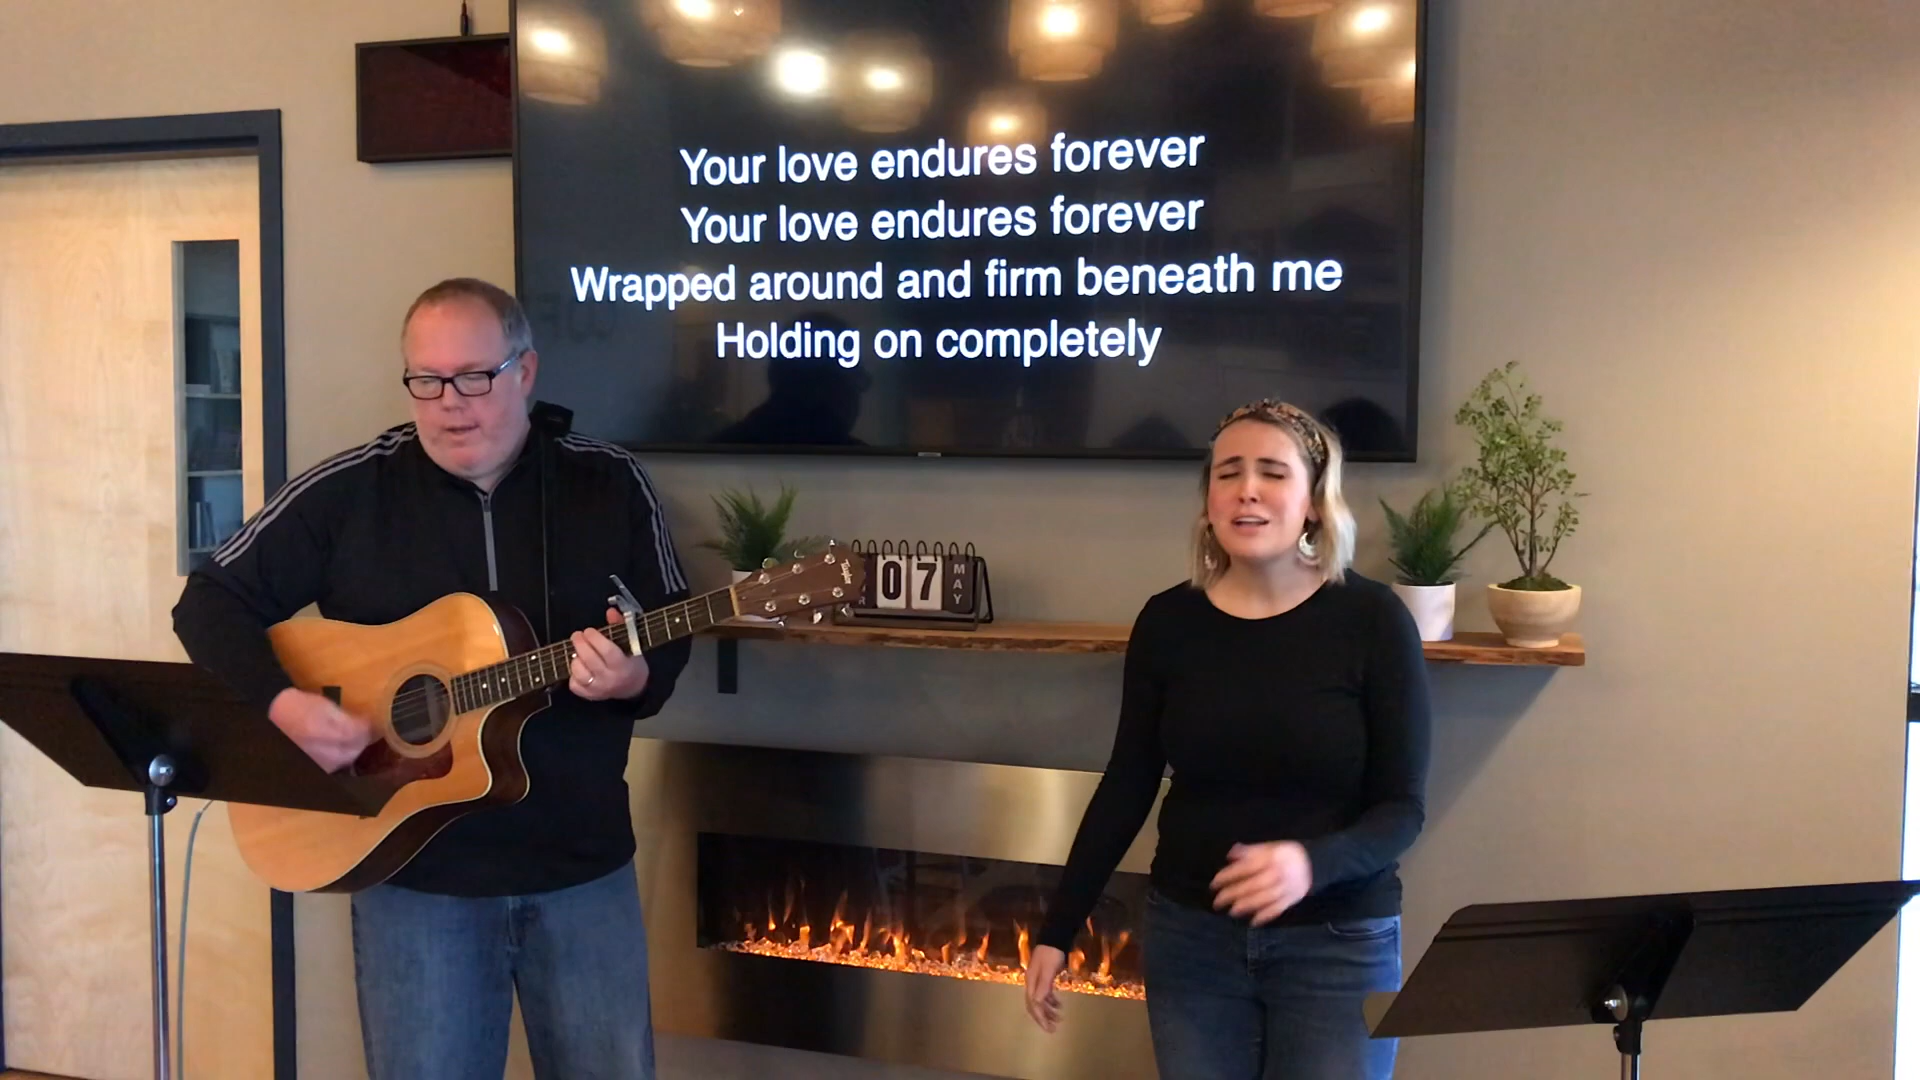 Your love endures forever
Your love endures forever
Wrapped around and firm beneath me
Holding on completely
Taylor
07
MAY